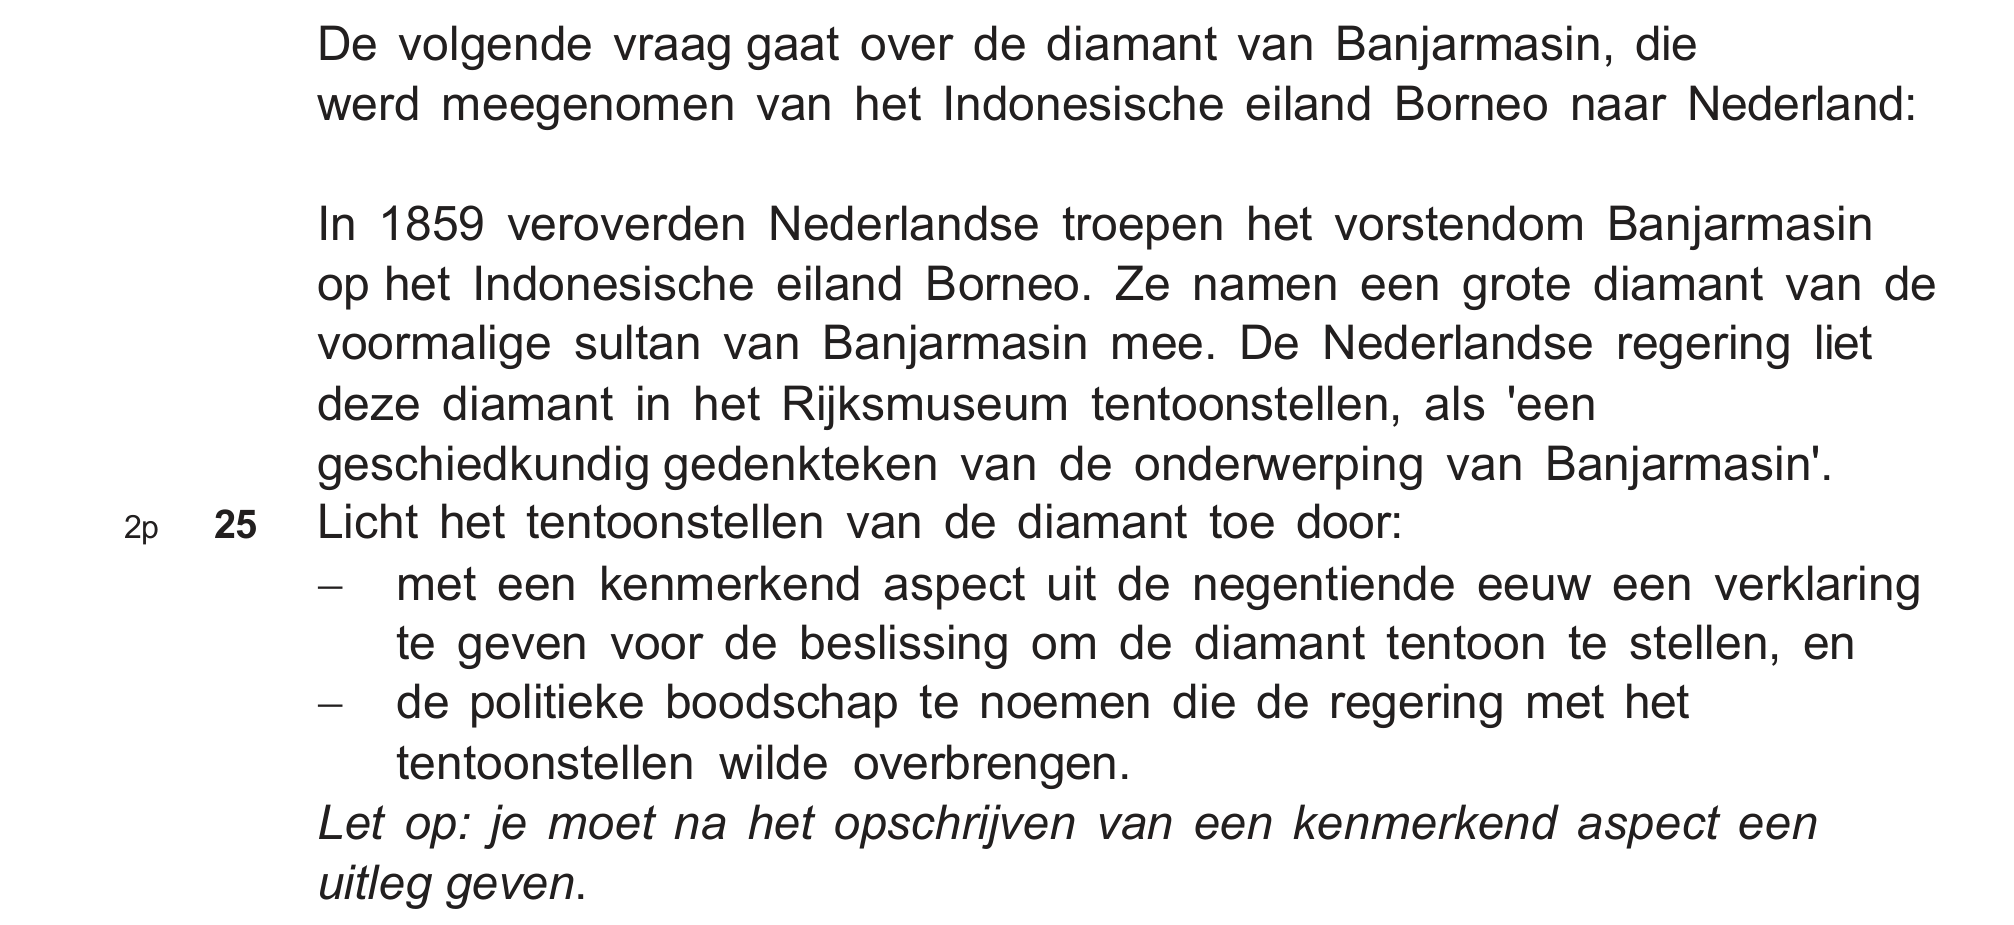 De volgende vraag gaat over de diamant van Banjarmasin, die
werd meegenomen van het Indonesische eiland Borneo naar Nederland:
In 1859 veroverden Nederlandse troepen het vorstendom Banjarmasin
op het Indonesische eiland Borneo. Ze namen een grote diamant van de
voormalige sultan van Banjarmasin mee. De Nederlandse regering liet
deze diamant in het Rijksmuseum tentoonstellen, als 'een
geschiedkundig gedenkteken van de onderwerping van Banjarmasin'.
2p 25 Licht het tentoonstellen van de diamant toe door:
– met een kenmerkend aspect uit de negentiende eeuw een verklaring
te geven voor de beslissing om de diamant tentoon te stellen, en
– de politieke boodschap te noemen die de regering met het
tentoonstellen wilde overbrengen.
Let op: je moet na het opschrijven van een kenmerkend aspect een
uitleg geven.